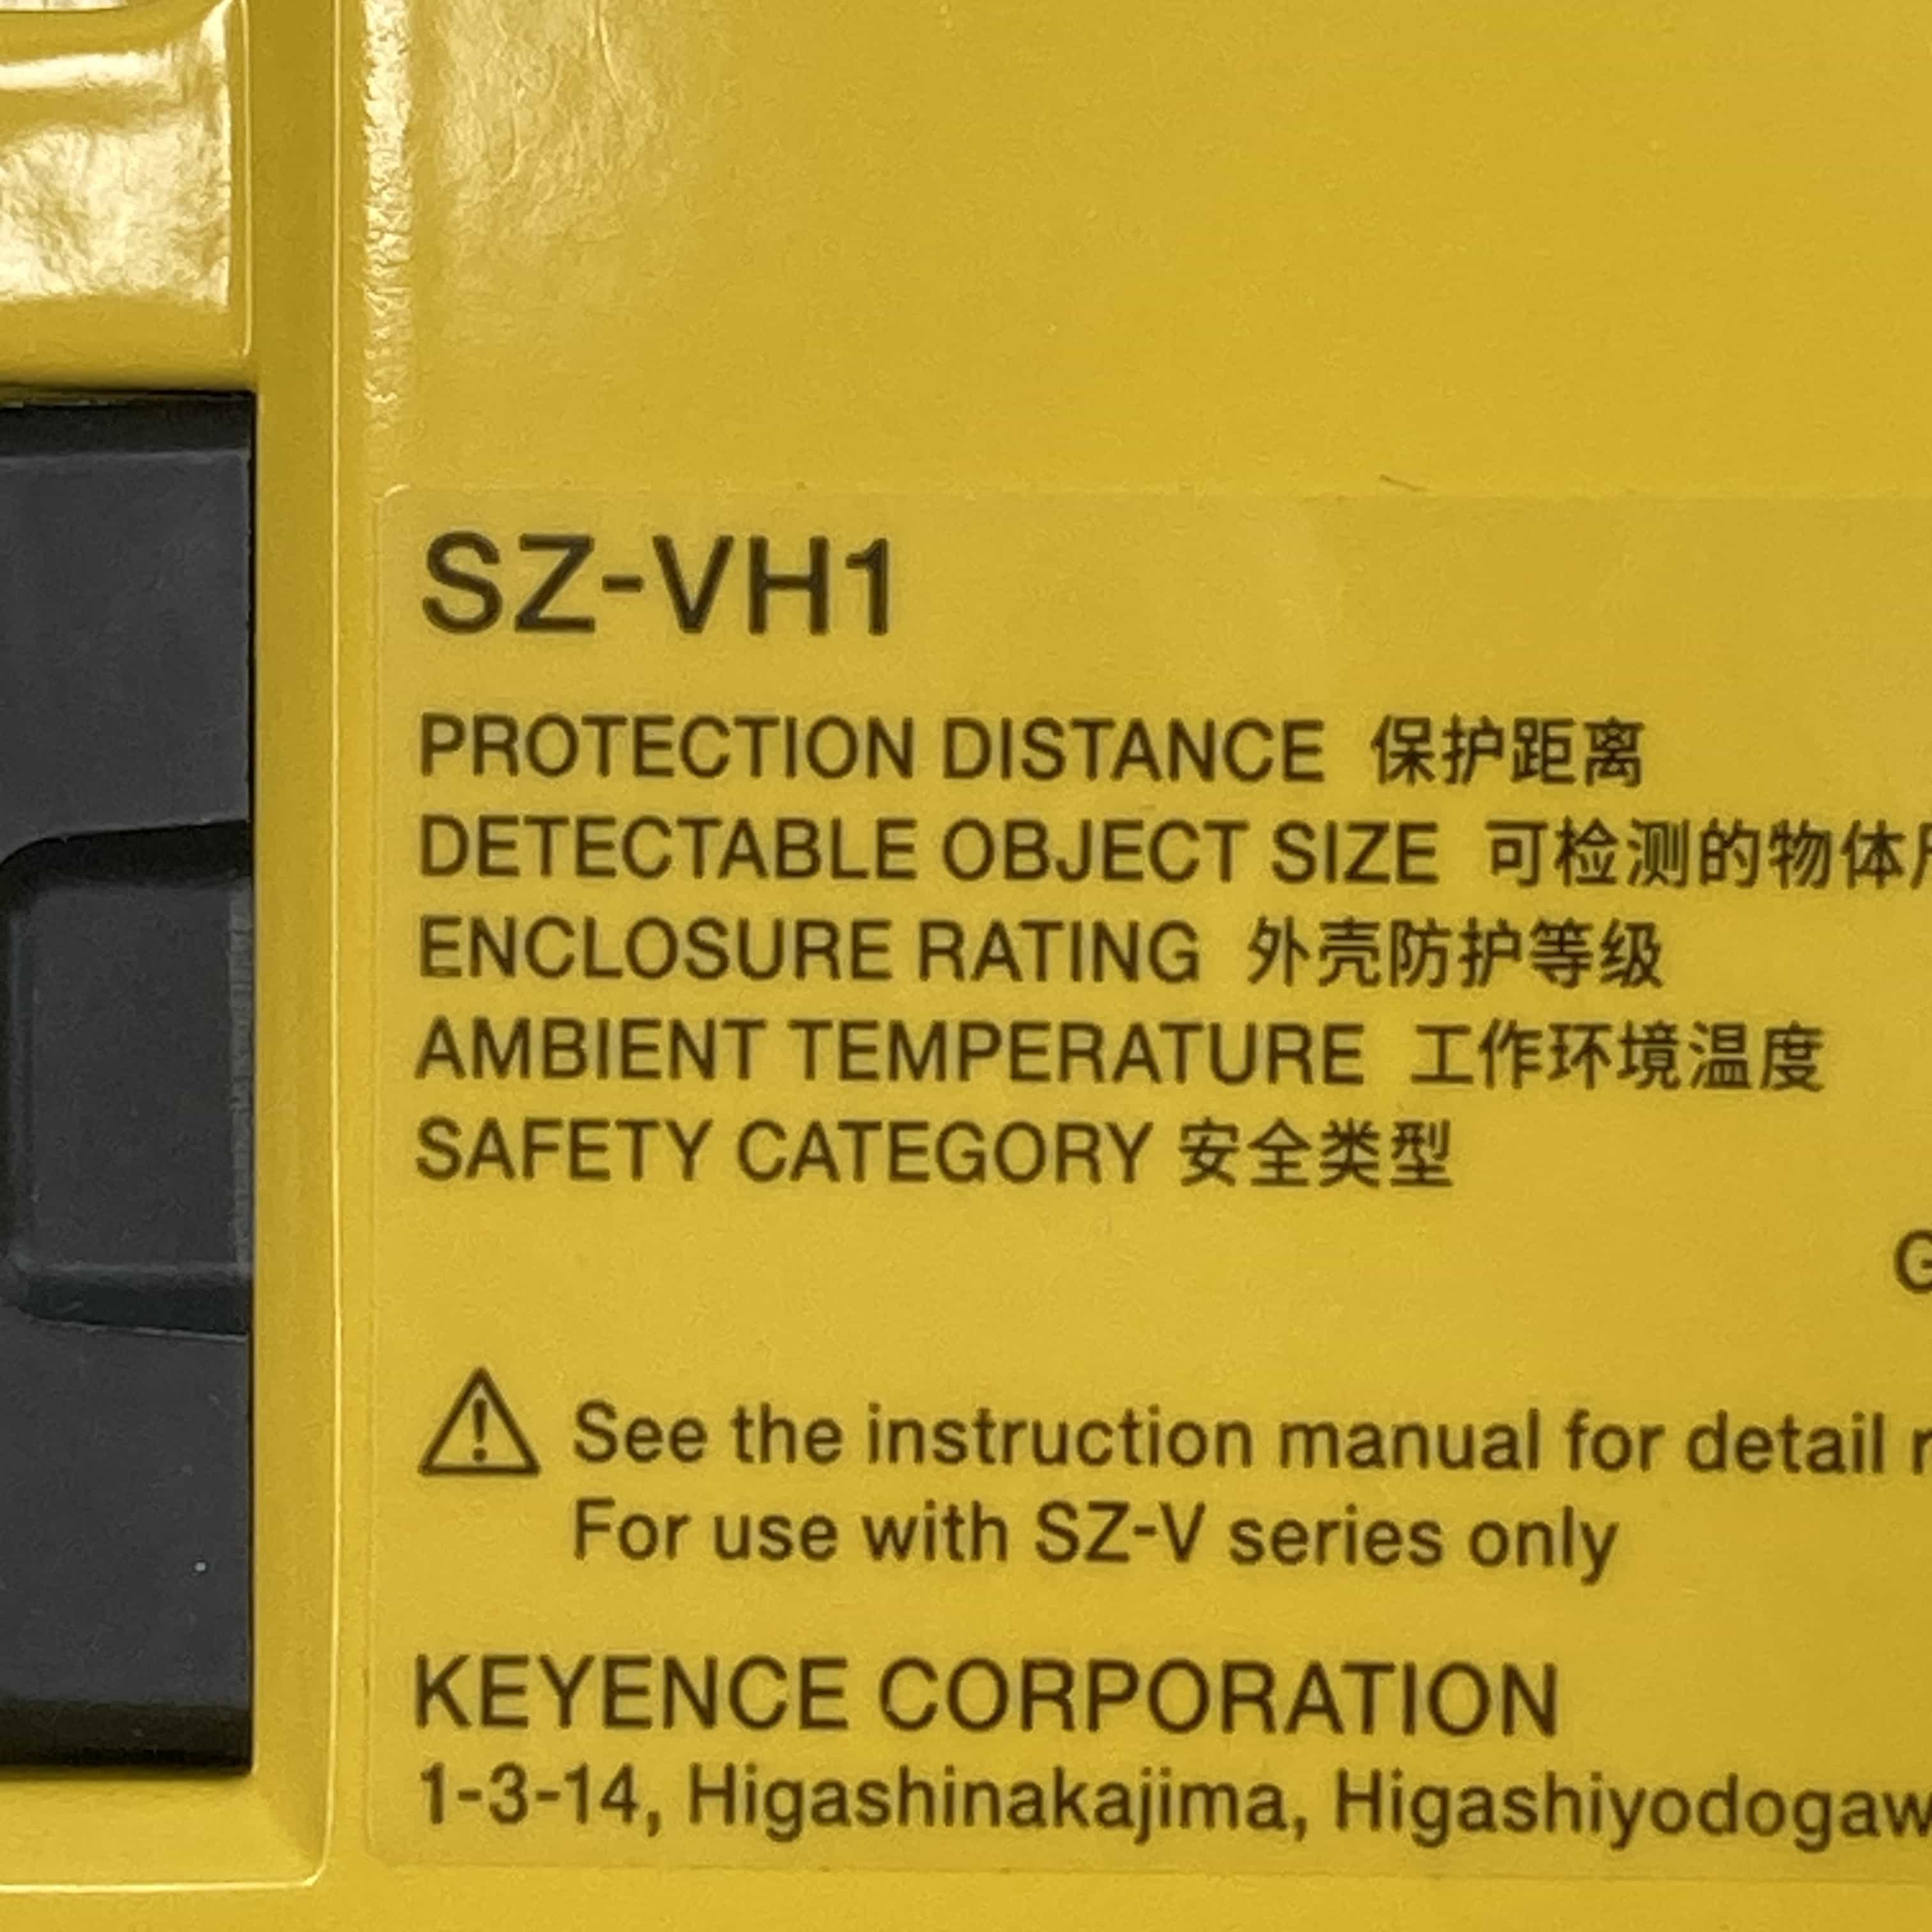 SZ-VH1
PROTECTION DISTANCE 保护距离
DETECTABLE OBJECT SIZE 可检测的物体
ENCLOSURE RATING 外壳防护等级
AMBIENT TEMPERATURE 工作环境温度
SAFETY CATEGORY 安全类型
G
See the instruction manual for detail
For use with SZ-V series only
KEYENCE CORPORATION
1-3-14, Higashinakajima, Higashiyodogaw